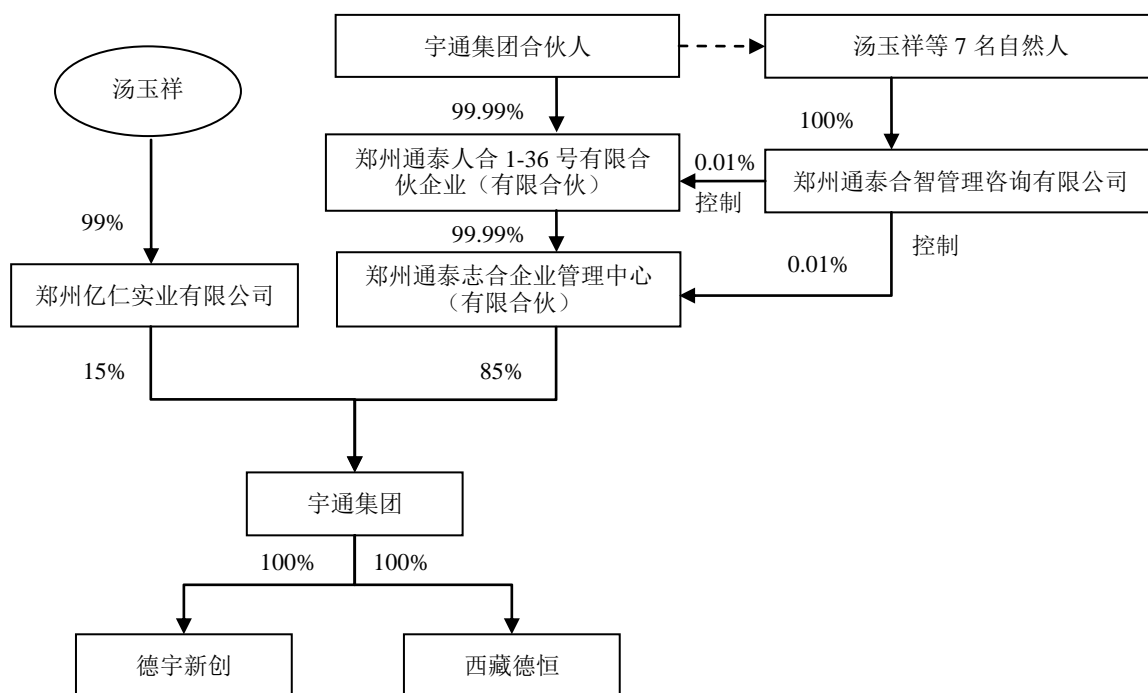 宇通集团合伙人
汤玉祥等 7 名自然人
汤玉祥
99.99%
100%
郑州通泰人合 1-36 号有限合
伙企业（有限合伙）
0.01%
控制
郑州通泰合智管理咨询有限公司
99%
99.99%
控制
0.01%
郑州亿仁实业有限公司
郑州通泰志合企业管理中心
（有限合伙）
15%
85%
宇通集团
100%
100%
德宇新创
西藏德恒